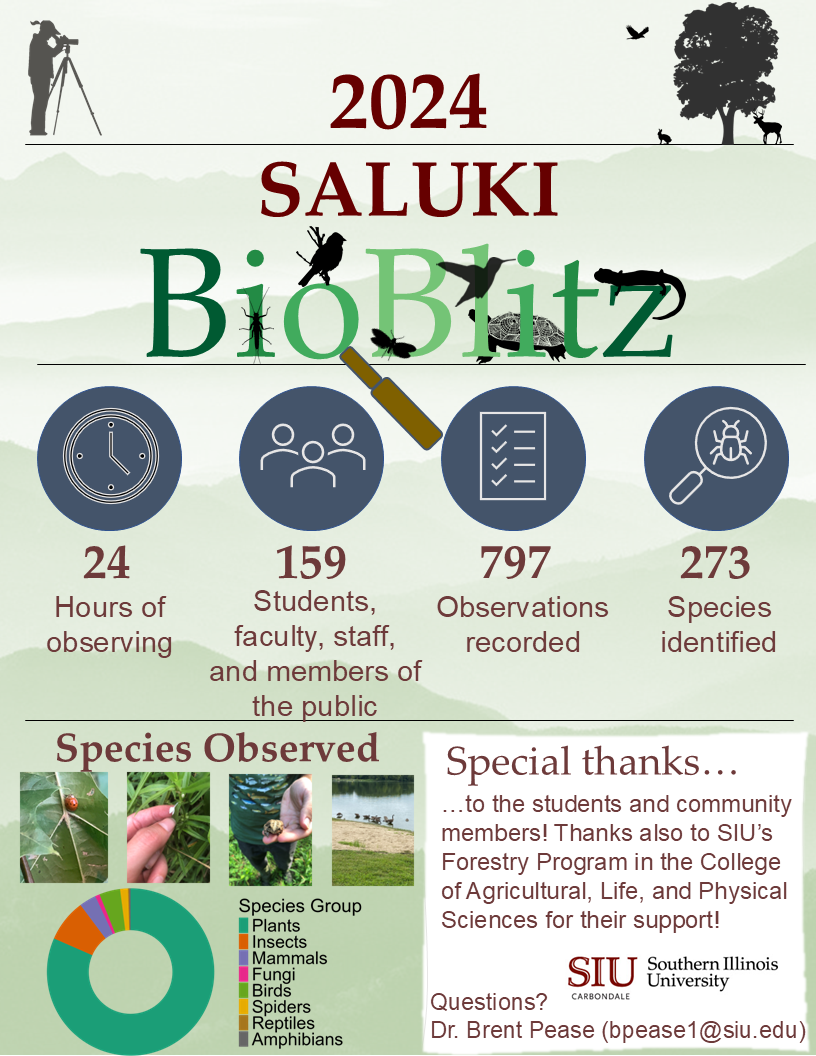 2024
SALUKI
BioBlitz
24
Hours of
observing
159
Students,
faculty, staff,
and members of
the public
797
Observations
recorded
273
Species
identified
Species Observed
Species Group
Plants
Insects
Mammals
Fungi
Birds
Spiders
Reptiles
Amphibians
Special thanks…
…to the students and community
members! Thanks also to SIU’s
Forestry Program in the College
of Agricultural, Life, and Physical
Sciences for their support!
SIU
CARBONDALE
Southern Illinois
University
Questions?
Dr. Brent Pease (bpease1@siu.edu)